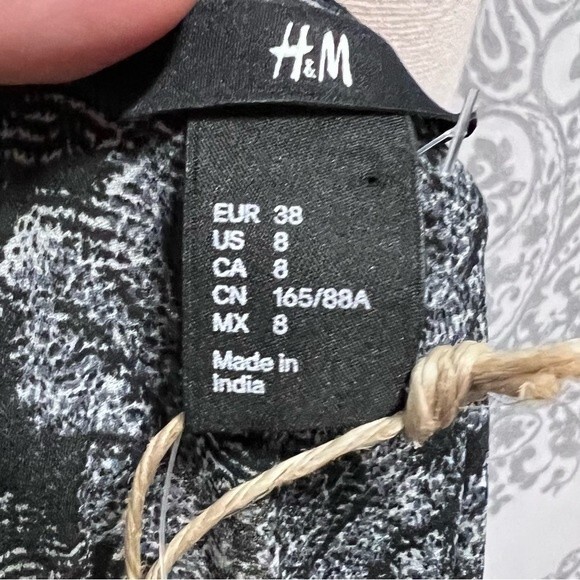 H&M
EUR 38
US 8
CA 8
CN 165/88A
MX 8
Made in
India